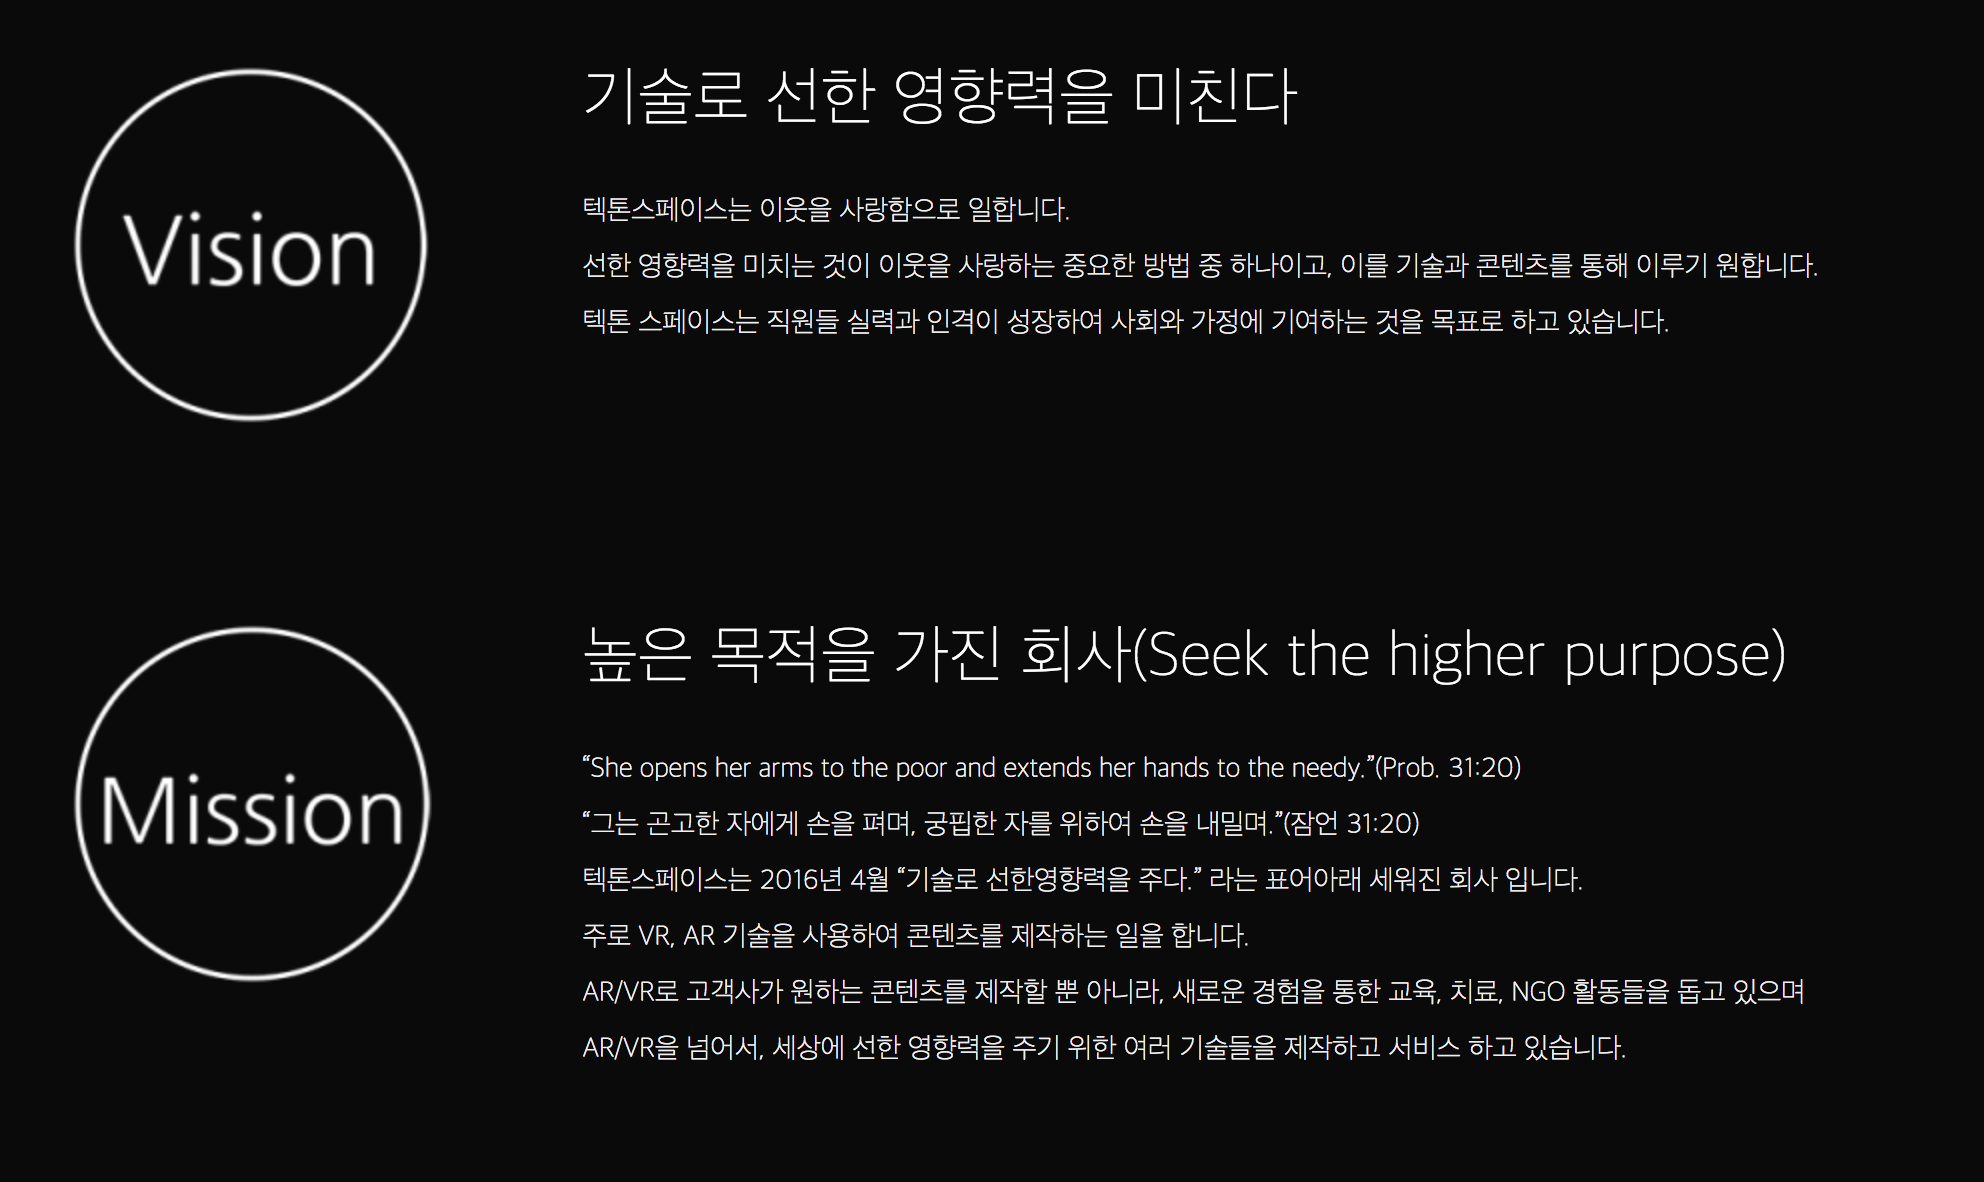 Vision
기술로 선한 영향력을 미친다
텍톤스페이스는 이웃을 사랑함으로 일합니다.
선한 영향력을 미치는 것이 이웃을 사랑하는 중요한 방법 중 하나이고, 이를 기술과 콘텐츠를 통해 이루기 원합니다.
텍톤 스페이스는 직원들 실력과 인격이 성장하여 사회와 가정에 기여하는 것을 목표로 하고 있습니다.
Mission
높은 목적을 가진 회사(Seek the higher purpose)
“She opens her arms to the poor and extends her hands to the needy.”(Prob. 31:20)
“그는 곤고한 자에게 손을 펴며, 궁핍한 자를 위하여 손을 내밀며.”(잠언 31:20)
텍톤스페이스는 2016년 4월 “기술로 선한영향력을 주다.” 라는 표어아래 세워진 회사 입니다.
주로 VR, AR 기술을 사용하여 콘텐츠를 제작하는 일을 합니다.
AR/VR로 고객사가 원하는 콘텐츠를 제작할 뿐 아니라, 새로운 경험을 통한 교육, 치료, NGO 활동들을 돕고 있으며
AR/VR을 넘어서, 세상에 선한 영향력을 주기 위한 여러 기술들을 제작하고 서비스 하고 있습니다.